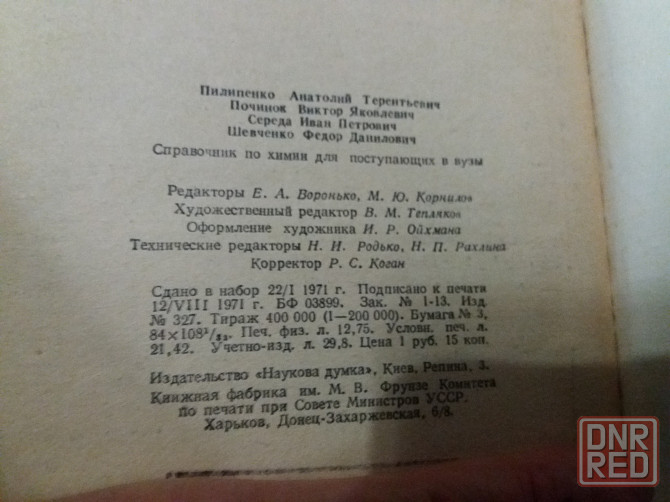 Пилипенко Анатолий Терентьевич
Починок Виктор Яковлевич
Середа Иван Петрович
Шевченко Федор Данилович
Справочник по химии для поступающих в вузы
Редакторы Е. А. Воронько, М. Ю. Корнилов
Художественный редактор В. М. Тепляков
Оформление художника И. Р. Ойхмана
Технические редакторы Н. И. Родько, Н. П. Рахлина
Корректор Р. С. Коган
Сдано в набор 22/I 1971 г. Подписано к печати
12/VIII 1971 г. БФ 03899. Зак. № 1-13. Изд.
№ 327. Тираж 400 000 (1—200 000). Бумага № 3,
84×108¹/₃₂. Печ. физ. л. 12,75. Условн. печ. л.
21,42. Учетно-изд. л. 29,8. Цена 1 руб. 15 коп.
Издательство «Наукова думка», Киев, Репина, 3.
Книжная фабрика им. М. В. Фрунзе Комитета
по печати при Совете Министров УССР.
Харьков, Донец-Захаржевская, 6/8.
DNR
RED